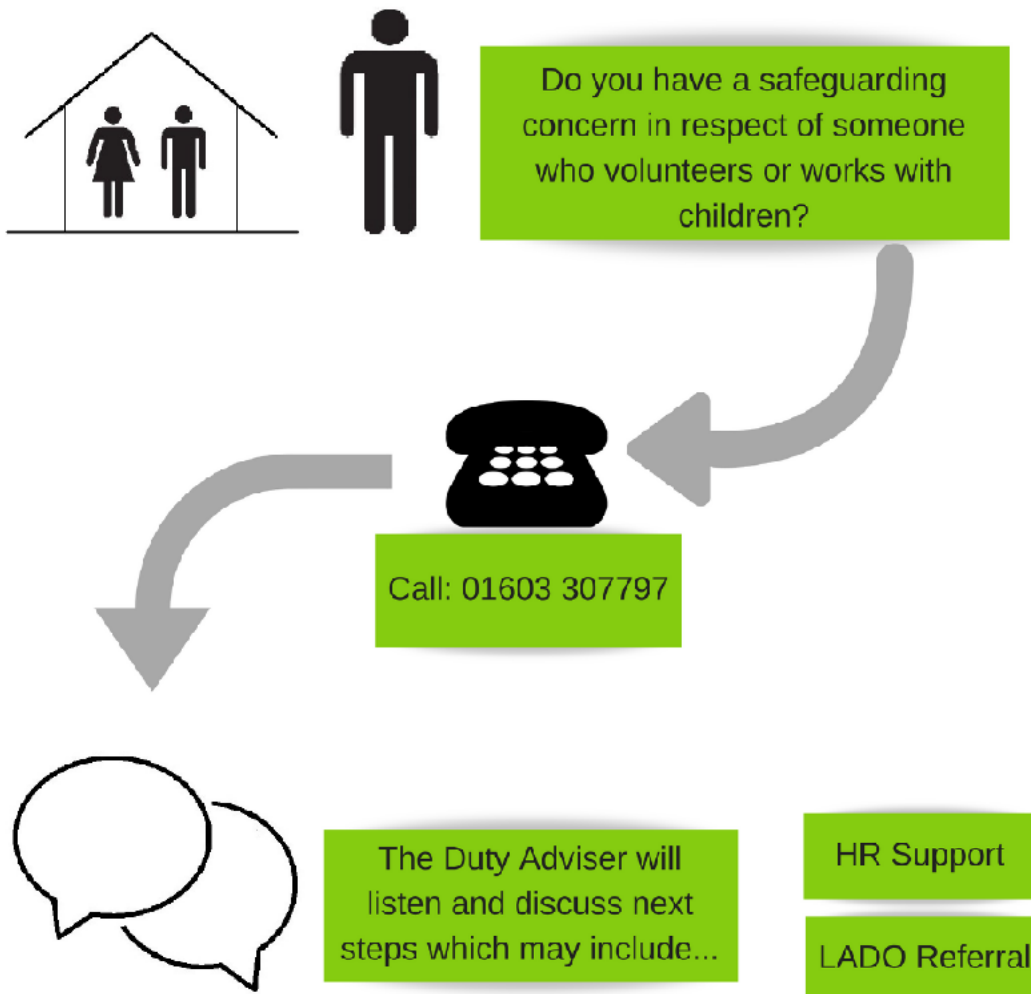 Do you have a safeguarding
concern in respect of someone
who volunteers or works with
children?
Call: 01603 307797
The Duty Adviser will
listen and discuss next
steps which may include...
HR Support
LADO Referral